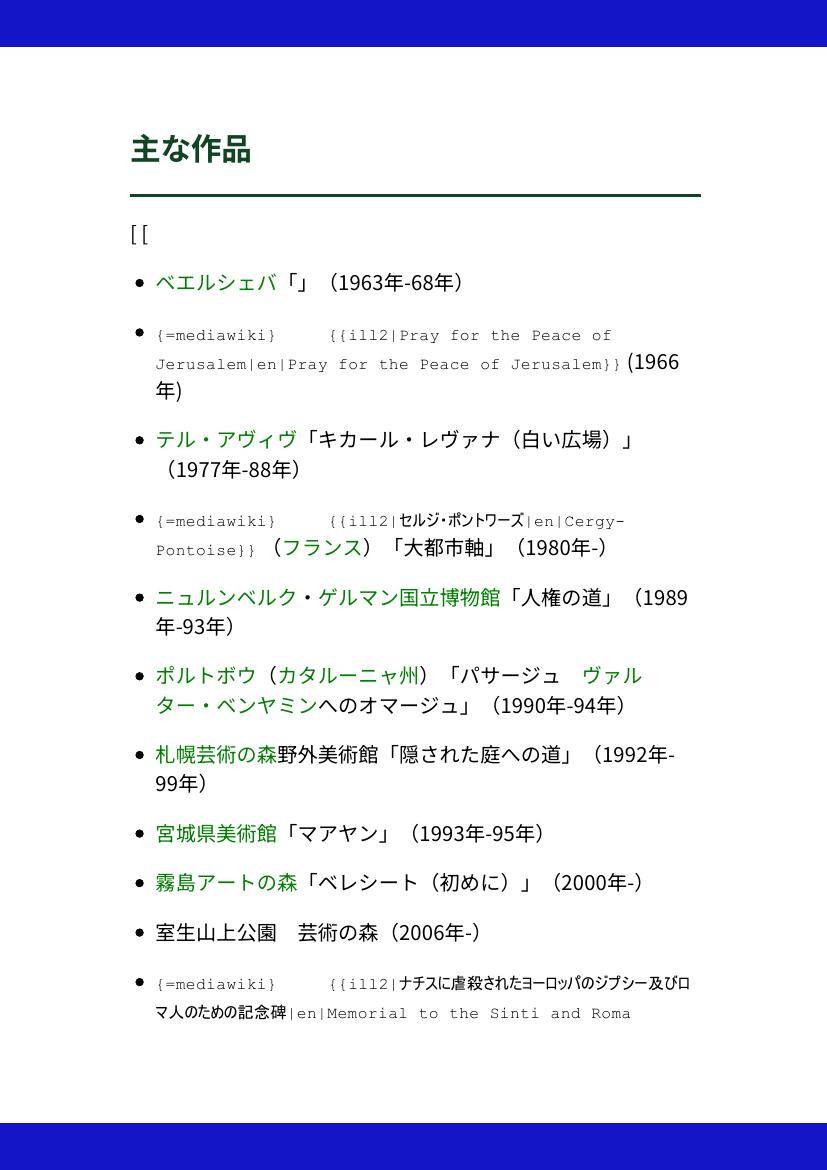 主な作品
[[
ベエルシェバ「」（1963年-68年）
{=mediawiki} {{ill2|Pray for the Peace of
Jerusalem|en|Pray for the Peace of Jerusalem}} (1966
年)
テル・アヴィヴ「キカール・レヴァナ（白い広場）」
（1977年-88年）
{=mediawiki} {{ill2|セルジ・ポントワーズ|en|Cergy-
Pontoise}} （フランス）「大都市軸」（1980年-）
ニュルンベルク・ゲルマン国立博物館「人権の道」（1989
年-93年）
ポルトボウ（カタルーニャ州）「パサージュ　ヴァル
ター・ベンヤミンへのオマージュ」（1990年-94年）
札幌芸術の森野外美術館「隠された庭への道」（1992年-
99年）
宮城県美術館「マアヤン」（1993年-95年）
霧島アートの森「ベレシート（初めに）」（2000年-）
室生山上公園　芸術の森（2006年-）
{=mediawiki} {{ill2|ナチスに虐殺されたヨーロッパのジプシー及びロ
マ人のための記念碑|en|Memorial to the Sinti and Roma